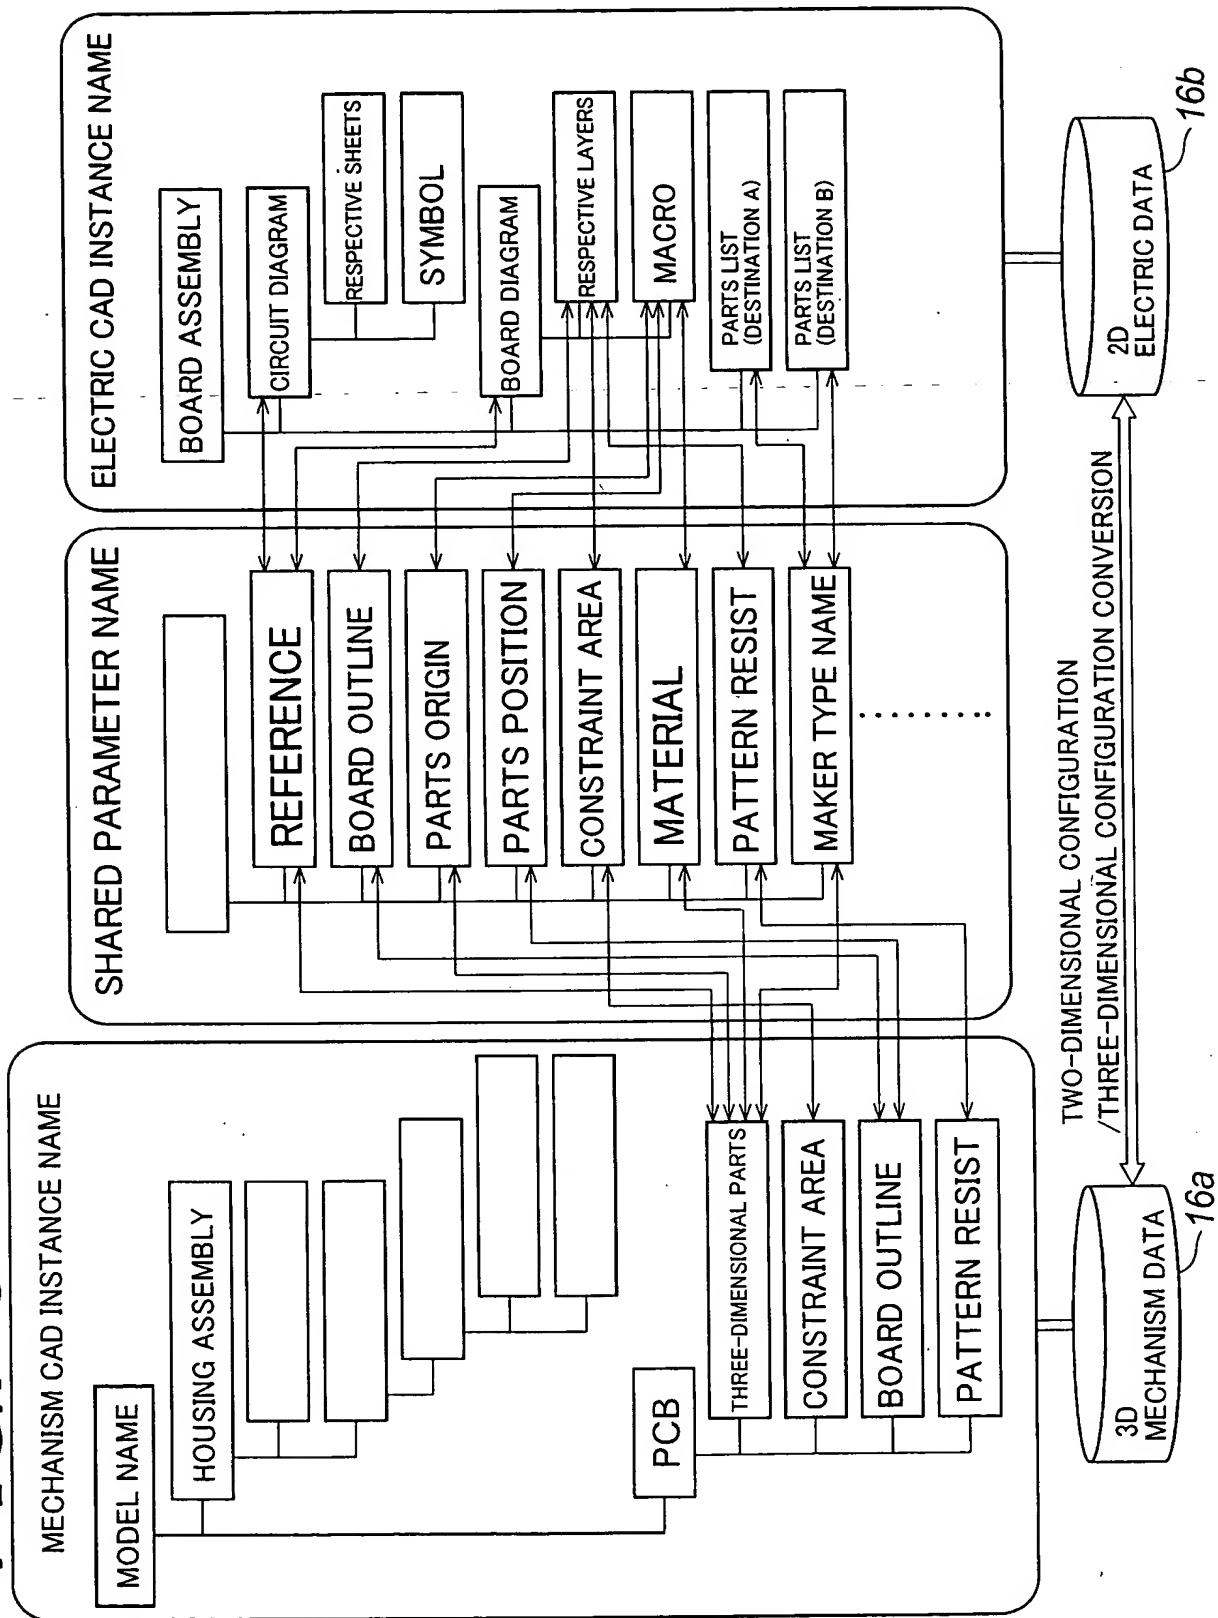 MECHANISM CAD INSTANCE NAME
MODEL NAME
HOUSING ASSEMBLY
PCB
THREE-DIMENSIONAL PARTS
CONSTRAINT AREA
BOARD OUTLINE
PATTERN RESIST
3D
MECHANISM DATA
16a
SHARED PARAMETER NAME
REFERENCE
BOARD OUTLINE
PARTS ORIGIN
PARTS POSITION
CONSTRAINT AREA
MATERIAL
PATTERN RESIST
MAKER TYPE NAME
TWO-DIMENSIONAL CONFIGURATION
/THREE-DIMENSIONAL CONFIGURATION CONVERSION
ELECTRIC CAD INSTANCE NAME
BOARD ASSEMBLY
CIRCUIT DIAGRAM
RESPECTIVE SHEETS
SYMBOL
BOARD DIAGRAM
RESPECTIVE LAYERS
MACRO
PARTS LIST
(DESTINATION A)
PARTS LIST
(DESTINATION B)
2D
ELECTRIC DATA
16b